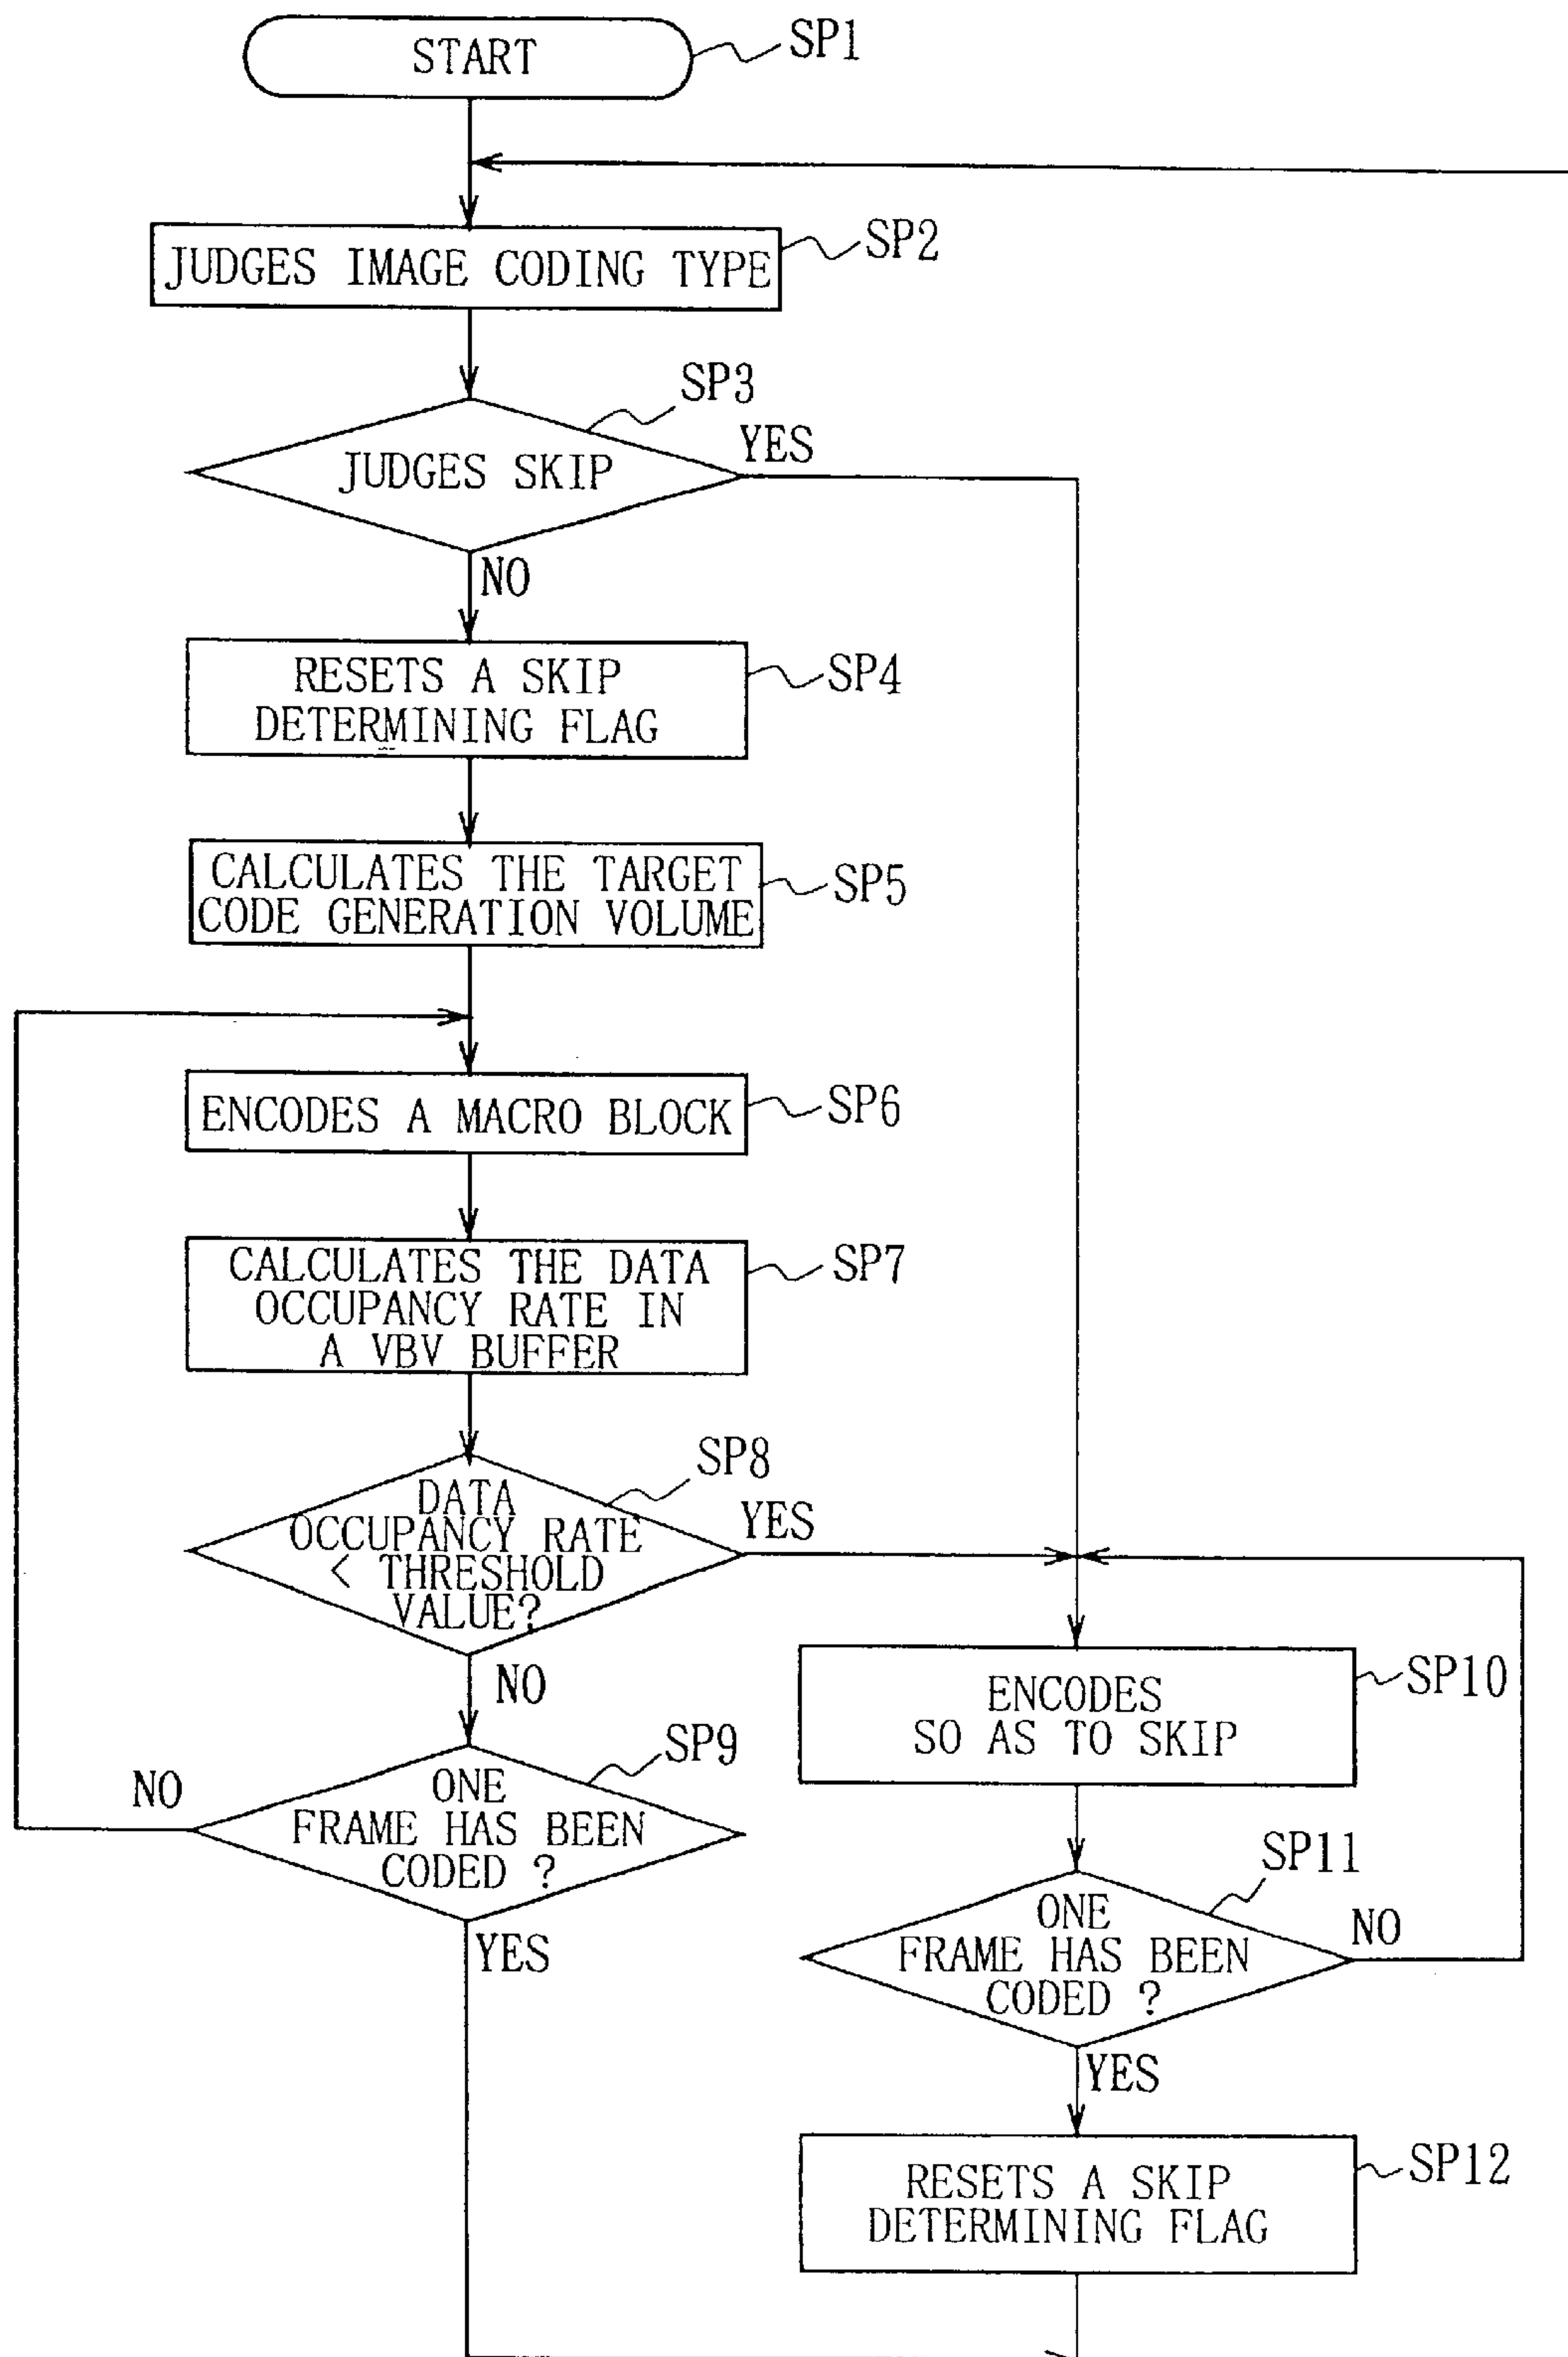 START
SP1
JUDGES IMAGE CODING TYPE
SP2
SP3
JUDGES SKIP
YES
NO
RESETS A SKIP
DETERMINING FLAG
SP4
CALCULATES THE TARGET
CODE GENERATION VOLUME
SP5
ENCODES A MACRO BLOCK
SP6
CALCULATES THE DATA
OCCUPANCY RATE IN
A VBV BUFFER
SP7
SP8
DATA
OCCUPANCY RATE
< THRESHOLD
VALUE?
YES
NO
SP9
ONE
FRAME HAS BEEN
CODED ?
NO
YES
ENCODES
SO AS TO SKIP
SP10
SP11
ONE
FRAME HAS BEEN
CODED ?
NO
YES
RESETS A SKIP
DETERMINING FLAG
SP12